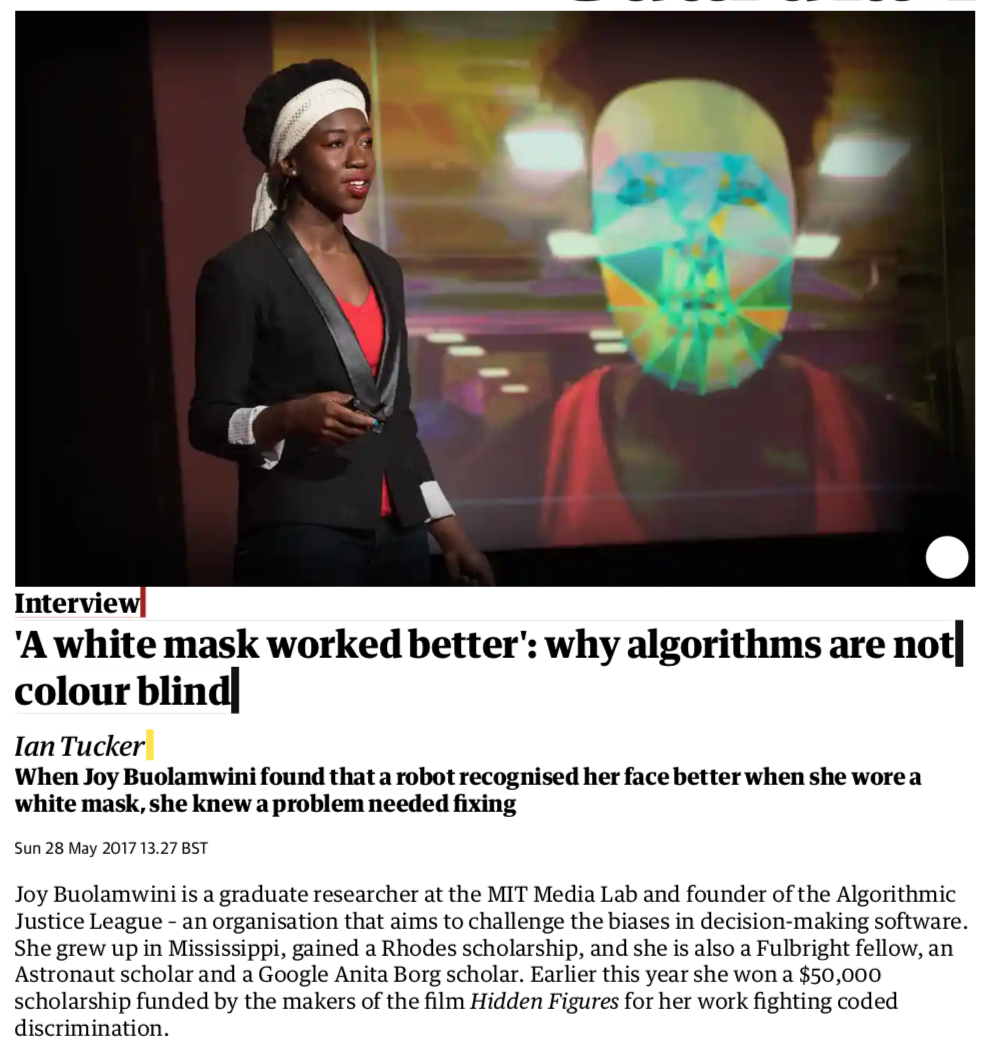 Interview
'A white mask worked better': why algorithms are not
colour blind
Ian Tucker
When Joy Buolamwini found that a robot recognised her face better when she wore a
white mask, she knew a problem needed fixing
Sun 28 May 2017 13.27 BST
Joy Buolamwini is a graduate researcher at the MIT Media Lab and founder of the Algorithmic
Justice League – an organisation that aims to challenge the biases in decision-making software.
She grew up in Mississippi, gained a Rhodes scholarship, and she is also a Fulbright fellow, an
Astronaut scholar and a Google Anita Borg scholar. Earlier this year she won a $50,000
scholarship funded by the makers of the film Hidden Figures for her work fighting coded
discrimination.